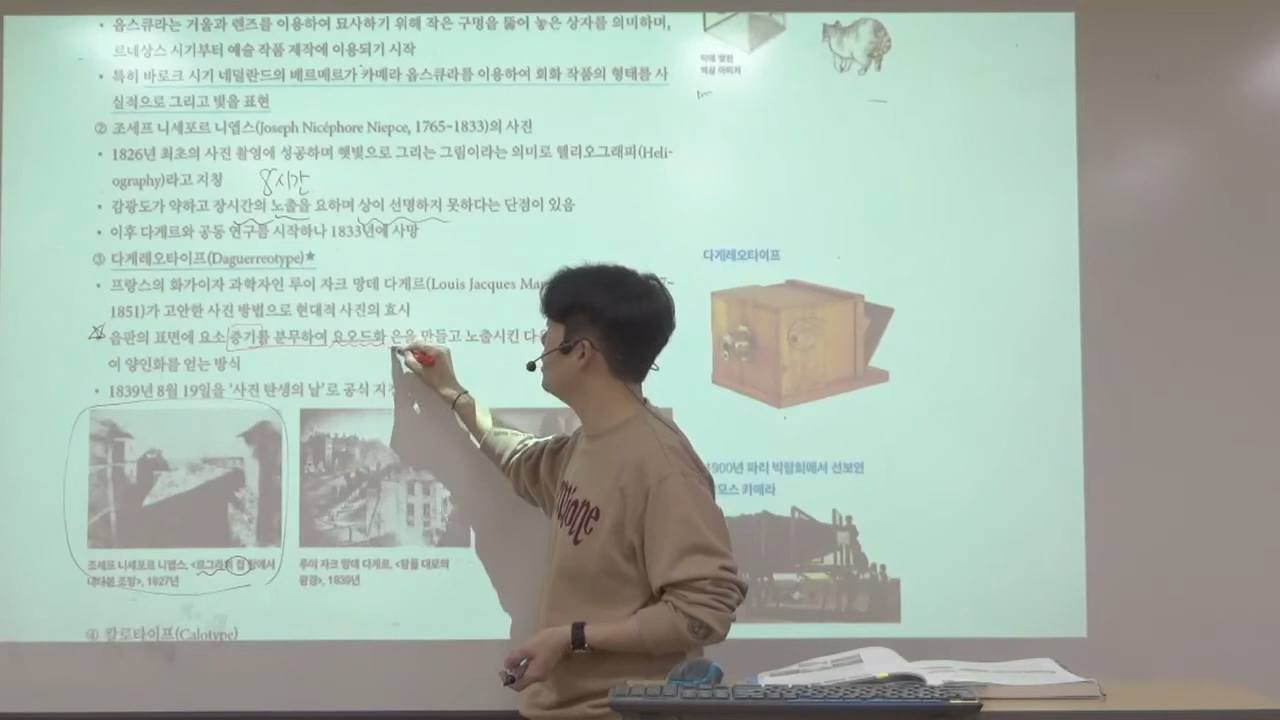 • 옵스큐라는 거울과 렌즈를 이용하여 묘사하기 위해 작은 구멍을 뚫어 놓은 상자를 의미하며,
르네상스 시기부터 예술 작품 제작에 이용되기 시작
• 특히 바로크 시기 네덜란드의 베르메르가 카메라 옵스큐라를 이용하여 회화 작품의 형태를 사
실적으로 그리고 빛을 표현
② 조세프 니세포르 니엡스(Joseph Nicéphore Niepce, 1765~1833)의 사진
• 1826년 최초의 사진 촬영에 성공하며 햇빛으로 그리는 그림이라는 의미로 헬리오그래피(Heli-
ography)라고 지칭
8시간
• 감광도가 약하고 장시간의 노출을 요하며 상이 선명하지 못하다는 단점이 있음
• 이후 다게르와 공동 연구를 시작하나 1833년에 사망
③ 다게레오타이프(Daguerreotype)★
• 프랑스의 화가이자 과학자인 루이 자크 망데 다게르(Louis Jacques
1851)가 고안한 사진 방법으로 현대적 사진의 효시
음판의 표면에 요소 증기를 분무하여 요오드화 은을 만들고 노출시킨
여 양인화를 얻는 방식
• 1839년 8월 19일을 '사진 탄생의 날'로 공식
조세프 니세포르 니엡스, <르그라의 집 창에서
내다본 조망>, 1827년
루이 자크 망데 다게르, <탕플 대로의
광경>, 1839년
④ 칼로타이프(Calotype)
다게레오타이프
1900년 파리 박람회에서 선보인
카메라